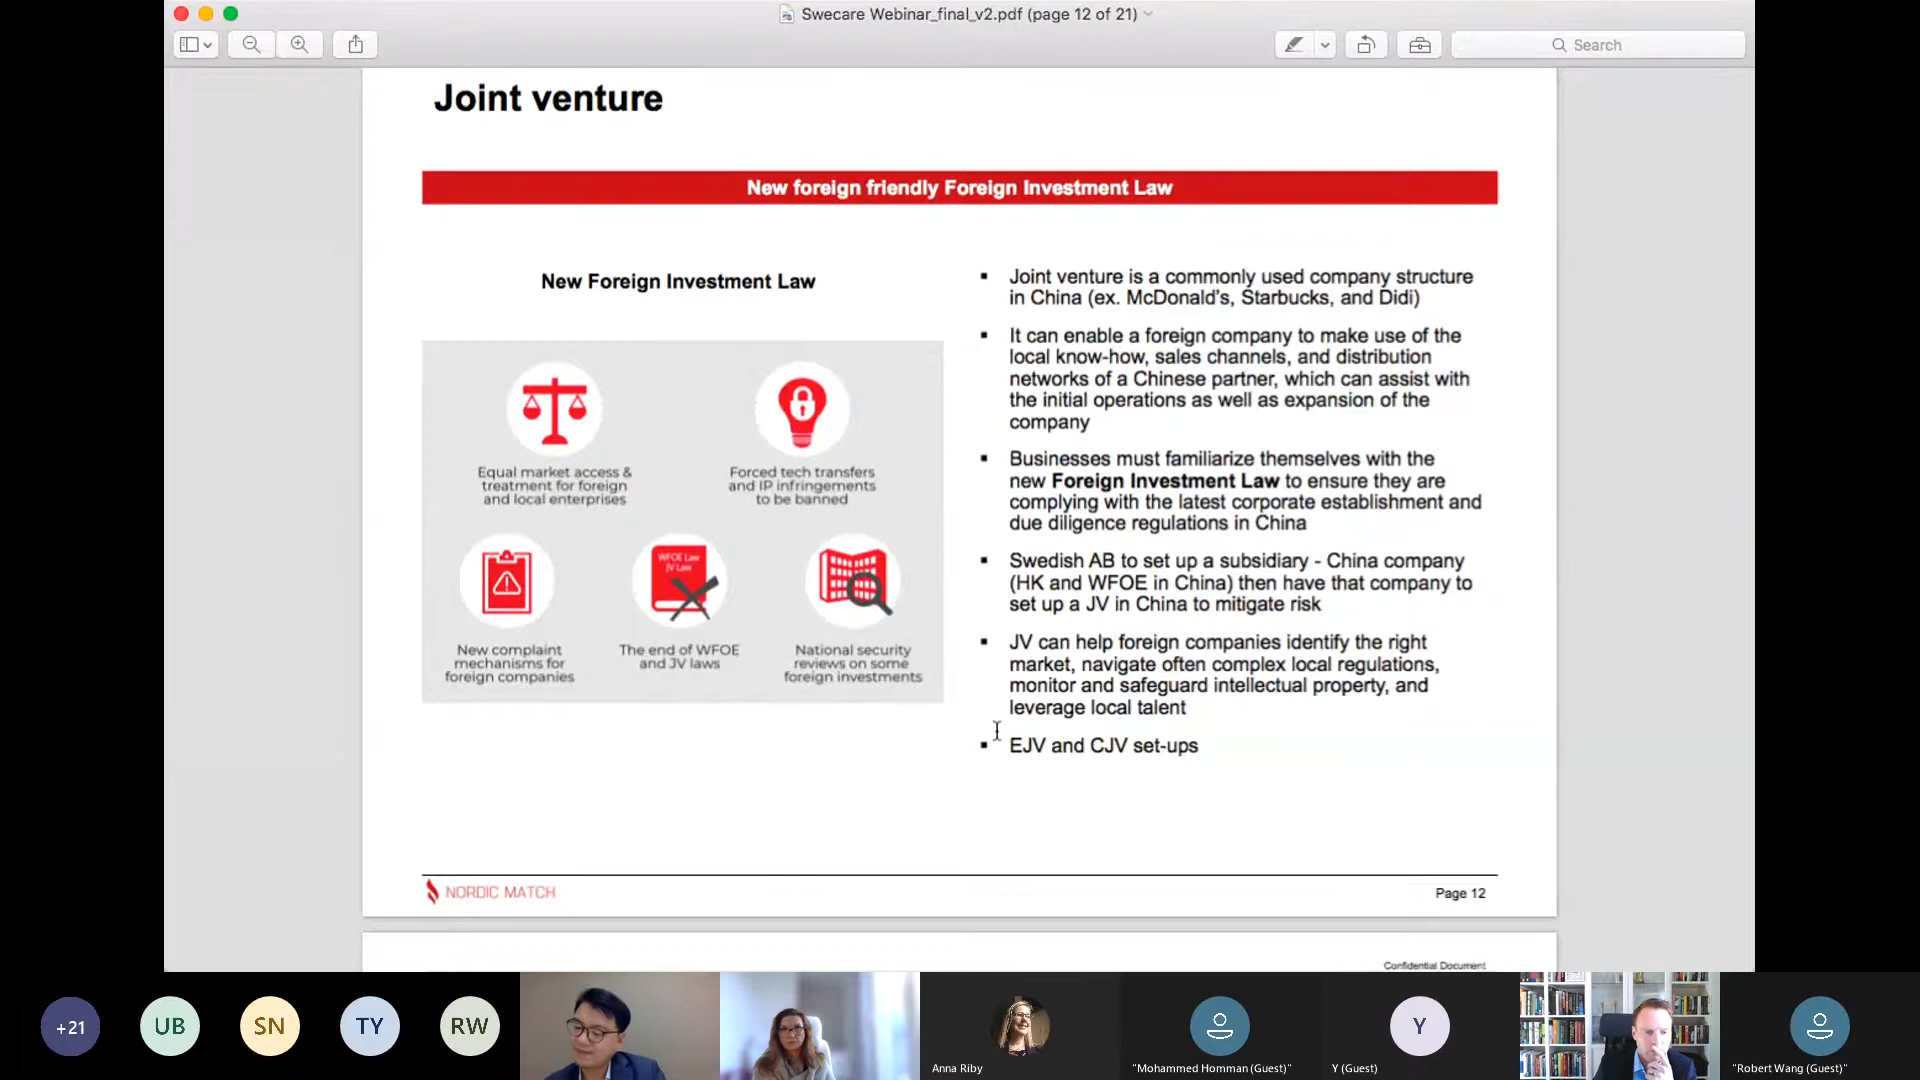 Swecare Webinar_final_v2.pdf (page 12 of 21)
Search
Joint venture
New foreign friendly Foreign Investment Law
New Foreign Investment Law
Equal market access &
treatment for foreign
and local enterprises
Forced tech transfers
and IP infringements
to be banned
WFOE Law
JV Law
New complaint
mechanisms for
foreign companies
The end of WFOE
and JV laws
National security
reviews on some
foreign investments
▪ Joint venture is a commonly used company structure
in China (ex. McDonald's, Starbucks, and Didi)
▪ It can enable a foreign company to make use of the
local know-how, sales channels, and distribution
networks of a Chinese partner, which can assist with
the initial operations as well as expansion of the
company
▪ Businesses must familiarize themselves with the
new Foreign Investment Law to ensure they are
complying with the latest corporate establishment and
due diligence regulations in China
▪ Swedish AB to set up a subsidiary - China company
(HK and WFOE in China) then have that company to
set up a JV in China to mitigate risk
▪ JV can help foreign companies identify the right
market, navigate often complex local regulations,
monitor and safeguard intellectual property, and
leverage local talent
▪ EJV and CJV set-ups
NORDIC MATCH
Page 12
Confidential Document
+21
UB
SN
TY
RW
Y
Anna Riby
"Mohammed Homman (Guest)"
Y (Guest)
"Robert Wang (Guest)"